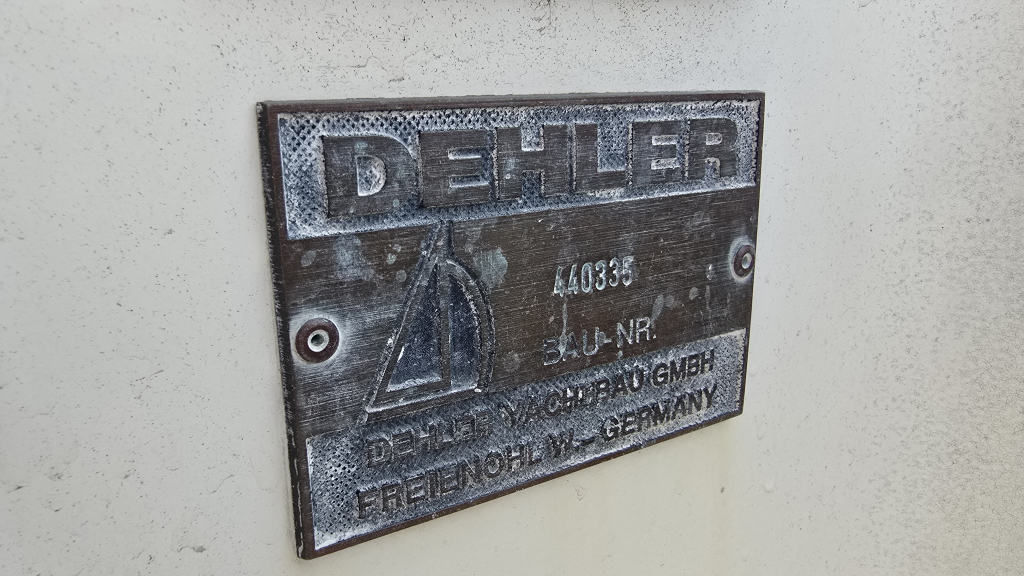 DEHLER
440335
BAU-NR.
DEHLER YACHTBAU GMBH
FREIENOHL W.-GERMANY